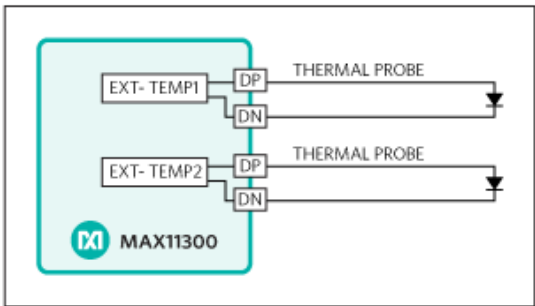 EXT- TEMP1
DP
THERMAL PROBE
DN
EXT- TEMP2
DP
THERMAL PROBE
DN
MAX11300